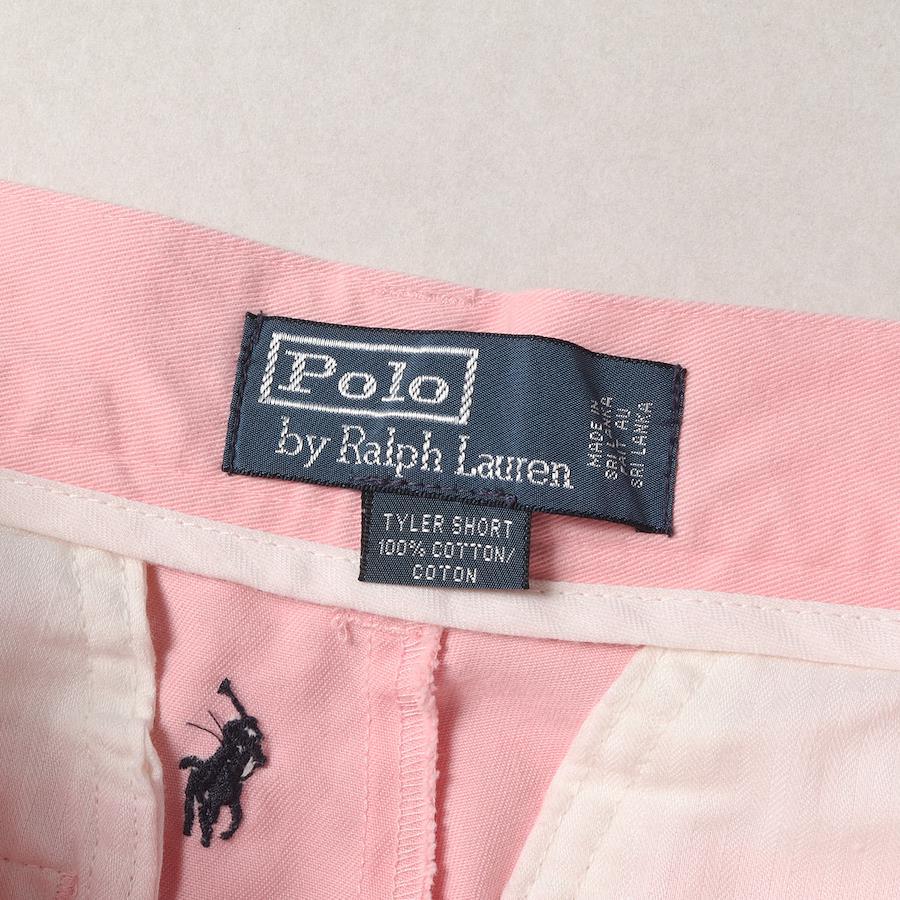 Polo
by Ralph Lauren
MADE IN
SRI LANKA
FAIT AU
SRI LANKA
TYLER SHORT
100% COTTON/
COTON